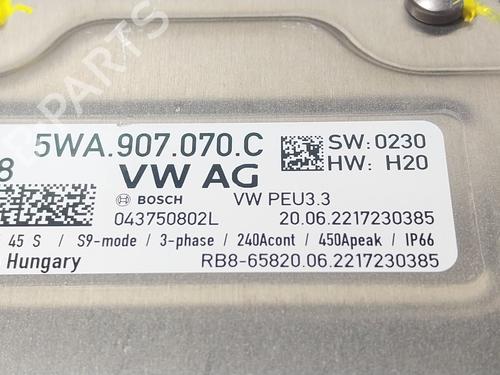 5WA.907.070.C
SW:0230
HW: H20
8
VW AG
BOSCH
VW PEU3.3
043750802L
20.06.2217230385
45 S / S9-mode / 3-phase / 240Acont / 450Apeak / IP66
Hungary
RB8-65820.06.2217230385